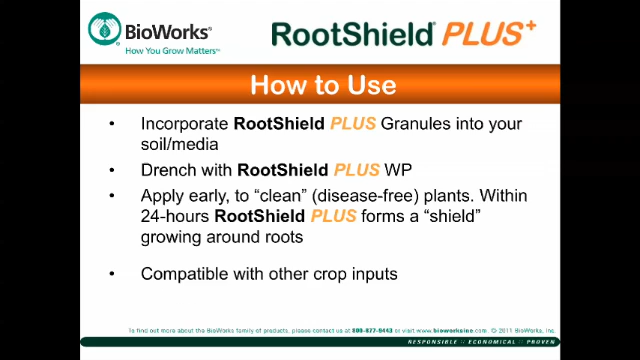 BioWorks®
How You Grow Matters™
RootShield® PLUS+
How to Use
• Incorporate RootShield PLUS Granules into your
soil/media
• Drench with RootShield PLUS WP
• Apply early, to “clean” (disease-free) plants. Within
24-hours RootShield PLUS forms a “shield”
growing around roots
• Compatible with other crop inputs
To find out more about the BioWorks family of products, please contact us at 800-877-9443 or visit www.bioworksinc.com. © 2011 BioWorks, Inc.
RESPONSIBLE :: ECONOMICAL :: PROVEN